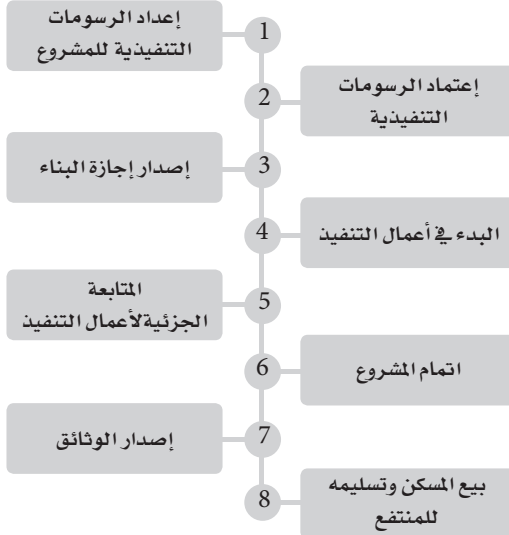 إعداد الرسومات
التنفيذية للمشروع
1
إعتماد الرسومات
التنفيذية
2
إصدار إجازة البناء
3
البدء في أعمال التنفيذ
4
المتابعة
الجزئيةلأعمال التنفيذ
5
اتمام المشروع
6
إصدار الوثائق
7
بيع المسكن وتسليمه
للمنتفع
8